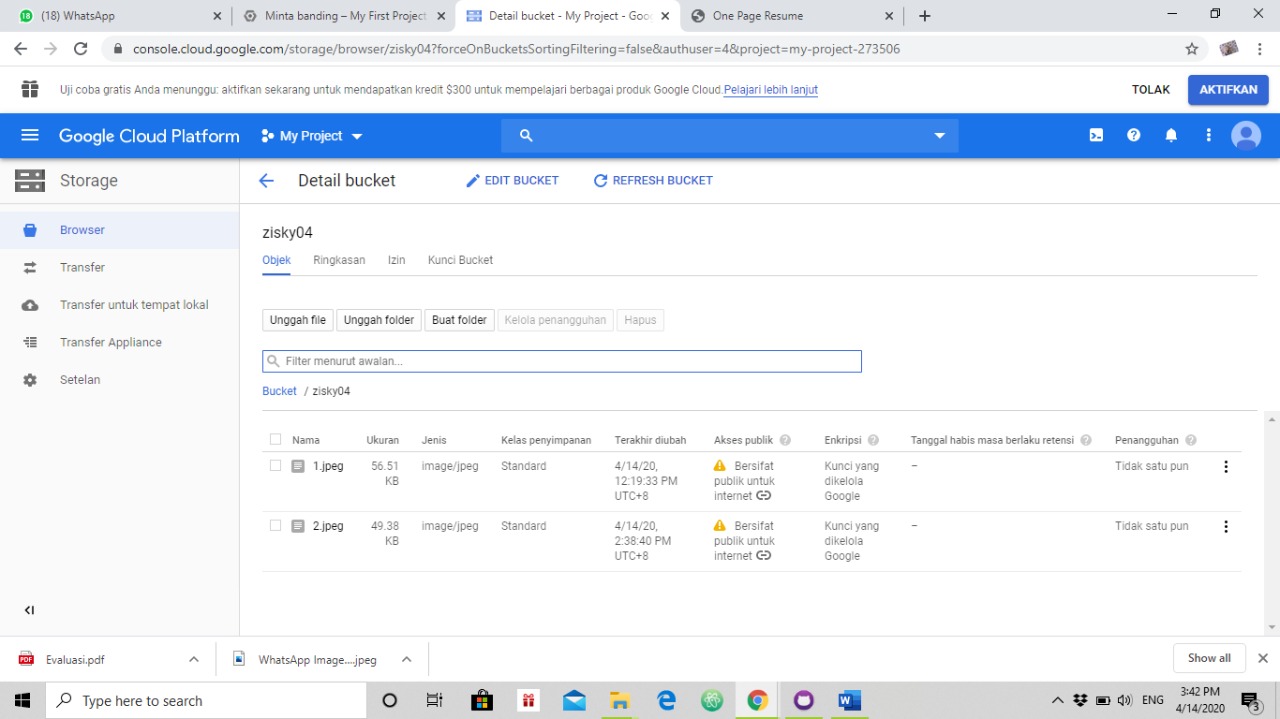 (18) WhatsApp
Minta banding – My First Project
Detail bucket - My Project - Goo
One Page Resume
console.cloud.google.com/storage/browser/zisky04?forceOnBucketsSortingFiltering=false&authuser=4&project=my-project-273506
Uji coba gratis Anda menunggu: aktifkan sekarang untuk mendapatkan kredit $300 untuk mempelajari berbagai produk Google Cloud. Pelajari lebih lanjut
TOLAK
AKTIFKAN
Google Cloud Platform
My Project
Storage
Detail bucket
EDIT BUCKET
REFRESH BUCKET
Browser
Transfer
Transfer untuk tempat lokal
Transfer Appliance
Setelan
zisky04
Objek Ringkasan Izin Kunci Bucket
Unggah file Unggah folder Buat folder Kelola penangguhan Hapus
Filter menurut awalan...
Bucket / zisky04
Nama Ukuran Jenis Kelas penyimpanan Terakhir diubah Akses publik Enkripsi Tanggal habis masa berlaku retensi Penangguhan
1.jpeg 56.51 image/jpeg Standard 4/14/20, Bersifat Kunci yang – Tidak satu pun
KB 12:19:33 PM publik untuk dikelola
UTC+8 internet Google
2.jpeg 49.38 image/jpeg Standard 4/14/20, Bersifat Kunci yang – Tidak satu pun
KB 2:38:40 PM publik untuk dikelola
UTC+8 internet Google
PDF Evaluasi.pdf
WhatsApp Image....jpeg
Show all
Type here to search
ENG
3:42 PM
4/14/2020
3